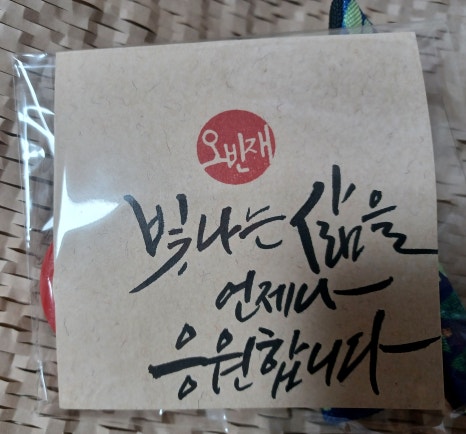 오반재
빛나는 삶을
언제나
응원합니다